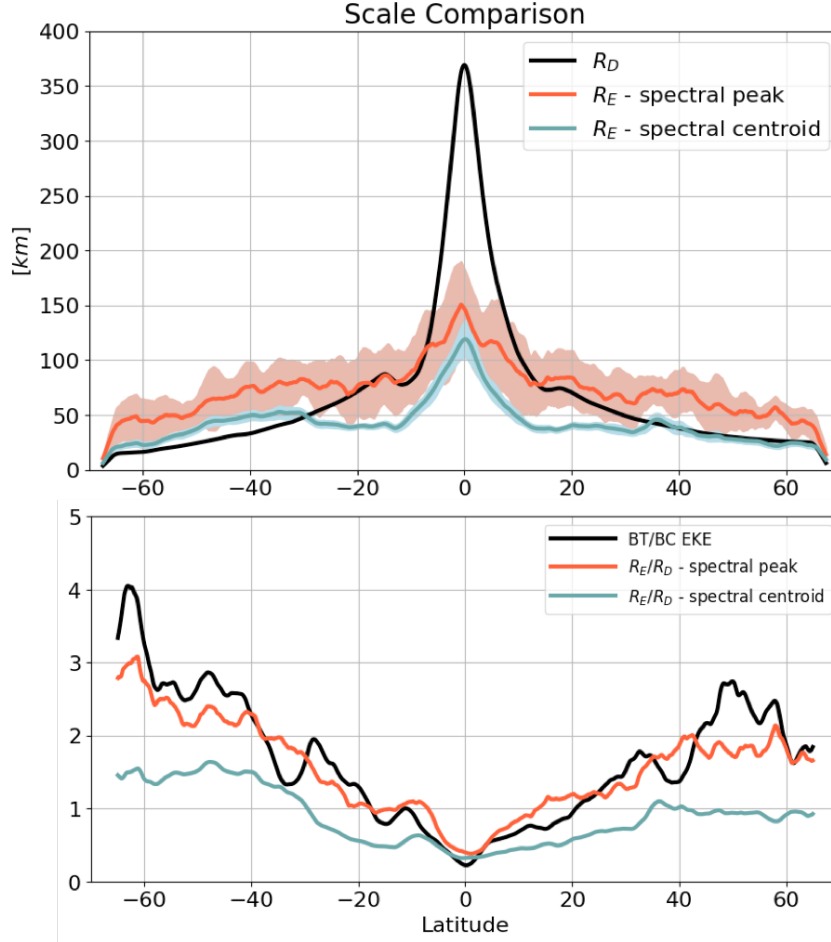 Scale Comparison
400
350
300
250
200
150
100
50
0
[km]
R_D
R_E - spectral peak
R_E - spectral centroid
−60 −40 −20 0 20 40 60
5
4
3
2
1
0
BT/BC EKE
R_E/R_D - spectral peak
R_E/R_D - spectral centroid
−60 −40 −20 0 20 40 60
Latitude